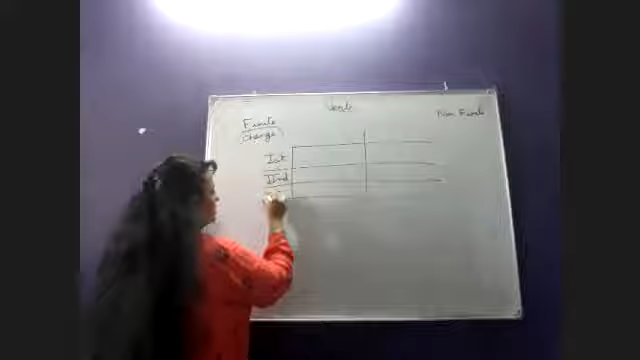 Verb
Finite
Non Finite
(Change)
Ist
IInd